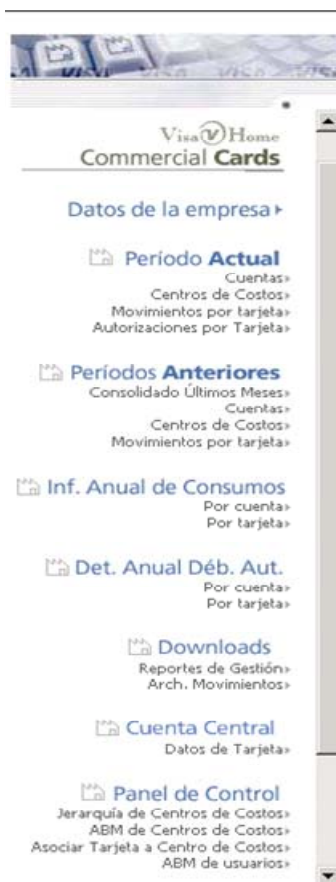 VISA VISA VISA VISA
Visa Home
Commercial Cards
Datos de la empresa
Período Actual
Cuentas»
Centros de Costos»
Movimientos por tarjeta»
Autorizaciones por Tarjeta»
Períodos Anteriores
Consolidado Últimos Meses»
Cuentas»
Centros de Costos»
Movimientos por tarjeta»
Inf. Anual de Consumos
Por cuenta»
Por tarjeta»
Det. Anual Déb. Aut.
Por cuenta»
Por tarjeta»
Downloads
Reportes de Gestión»
Arch. Movimientos»
Cuenta Central
Datos de Tarjeta»
Panel de Control
Jerarquía de Centros de Costos»
ABM de Centros de Costos»
Asociar Tarjeta a Centro de Costos»
ABM de usuarios»